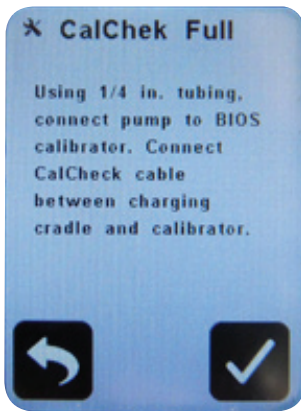 CalChek Full
Using 1/4 in. tubing,
connect pump to BIOS
calibrator. Connect
CalCheck cable
between charging
cradle and calibrator.